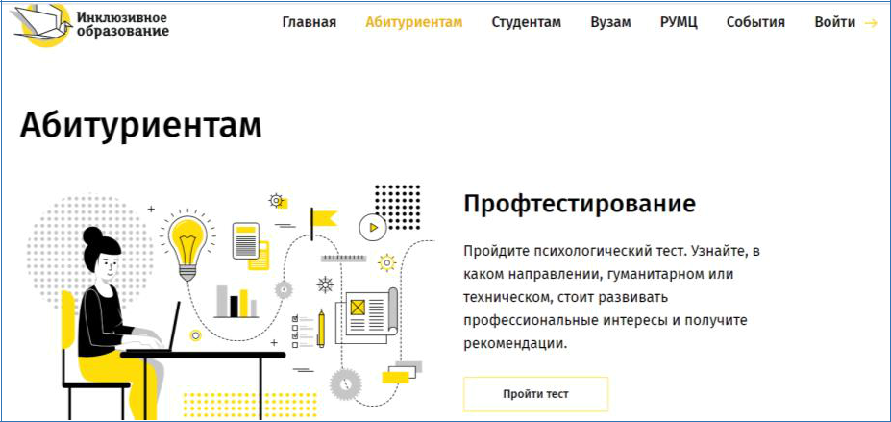 Инклюзивное
образование
Главная Абитуриентам Студентам Вузам РУМЦ События Войти →
Абитуриентам
Профтестирование
Пройдите психологический тест. Узнайте, в
каком направлении, гуманитарном или
техническом, стоит развивать
профессиональные интересы и получите
рекомендации.
Пройти тест